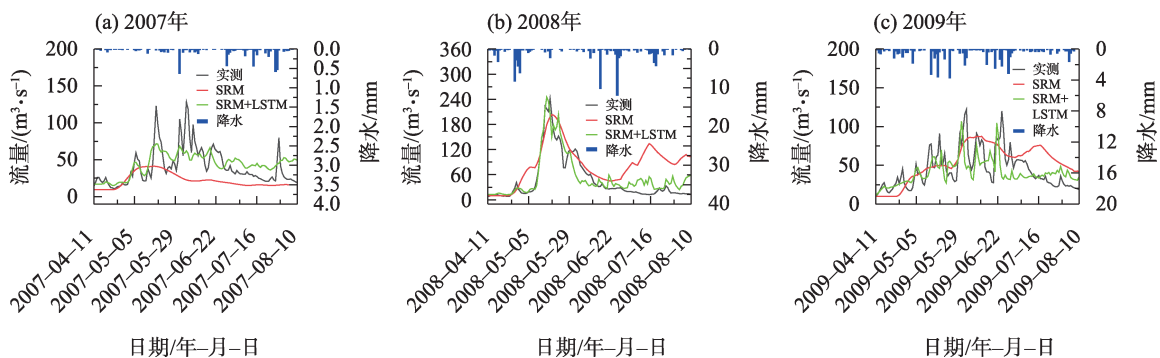 (a) 2007年
200
150
100
50
0
流量/(m³·s⁻¹)
0.0
0.5
1.0
1.5
2.0
2.5
3.0
3.5
4.0
降水/mm
实测
SRM
SRM+LSTM
降水
2007–04–11
2007–05–05
2007–05–29
2007–06–22
2007–07–16
2007–08–10
日期/年–月–日
(b) 2008年
360
300
240
180
120
60
0
流量/(m³·s⁻¹)
0
10
20
30
40
降水/mm
实测
SRM
SRM+LSTM
降水
2008–04–11
2008–05–05
2008–05–29
2008–06–22
2008–07–16
2008–08–10
日期/年–月–日
(c) 2009年
200
150
100
50
0
流量/(m³·s⁻¹)
0
4
8
12
16
20
降水/mm
实测
SRM
SRM+
LSTM
降水
2009–04–11
2009–05–05
2009–05–29
2009–06–22
2009–07–16
2009–08–10
日期/年–月–日